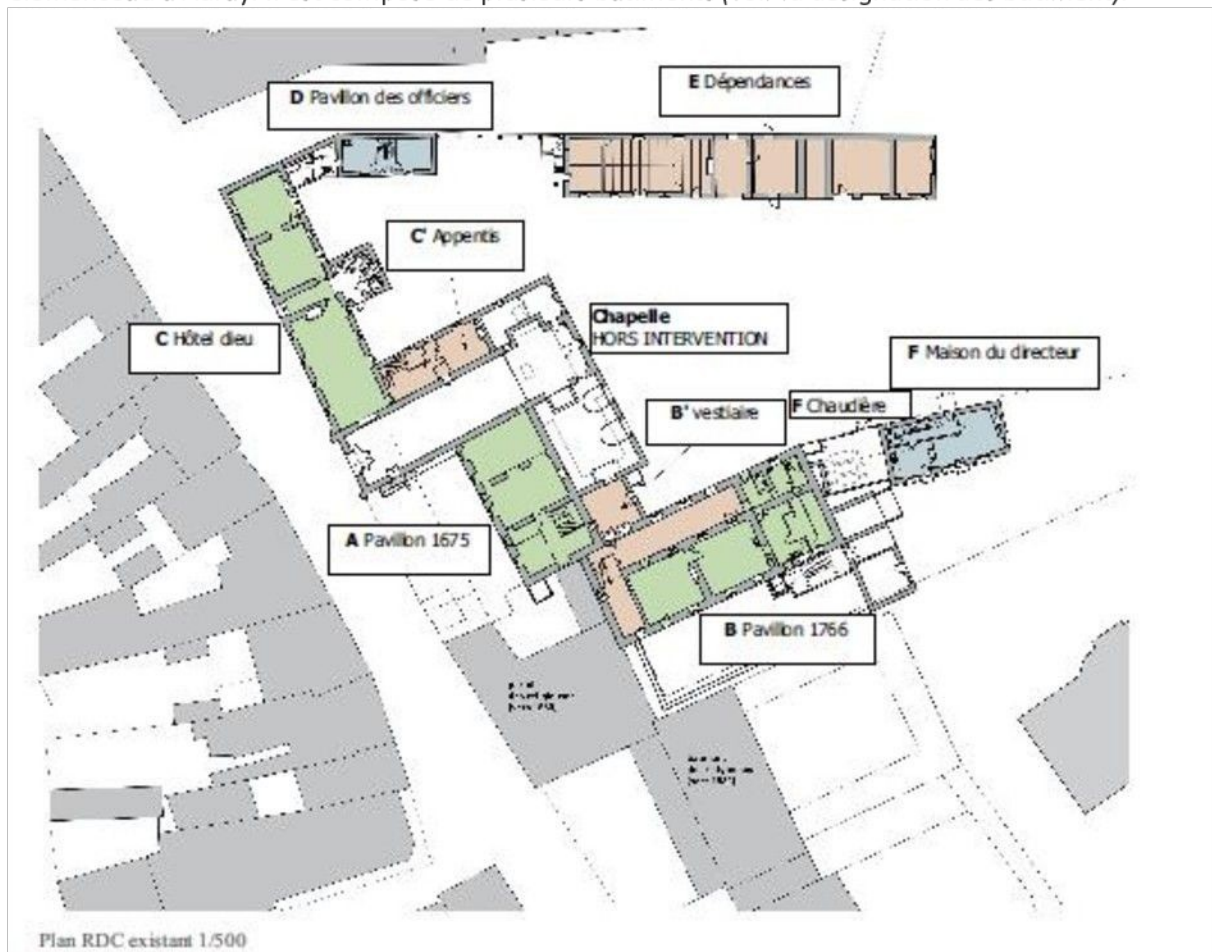 D Pavillon des officiers
E Dépendances
C' Appentis
Chapelle
HORS INTERVENTION
C Hôtel dieu
F Maison du directeur
F Chaudière
B' vestiaire
A Pavillon 1675
B Pavillon 1766
Plan RDC existant 1/500